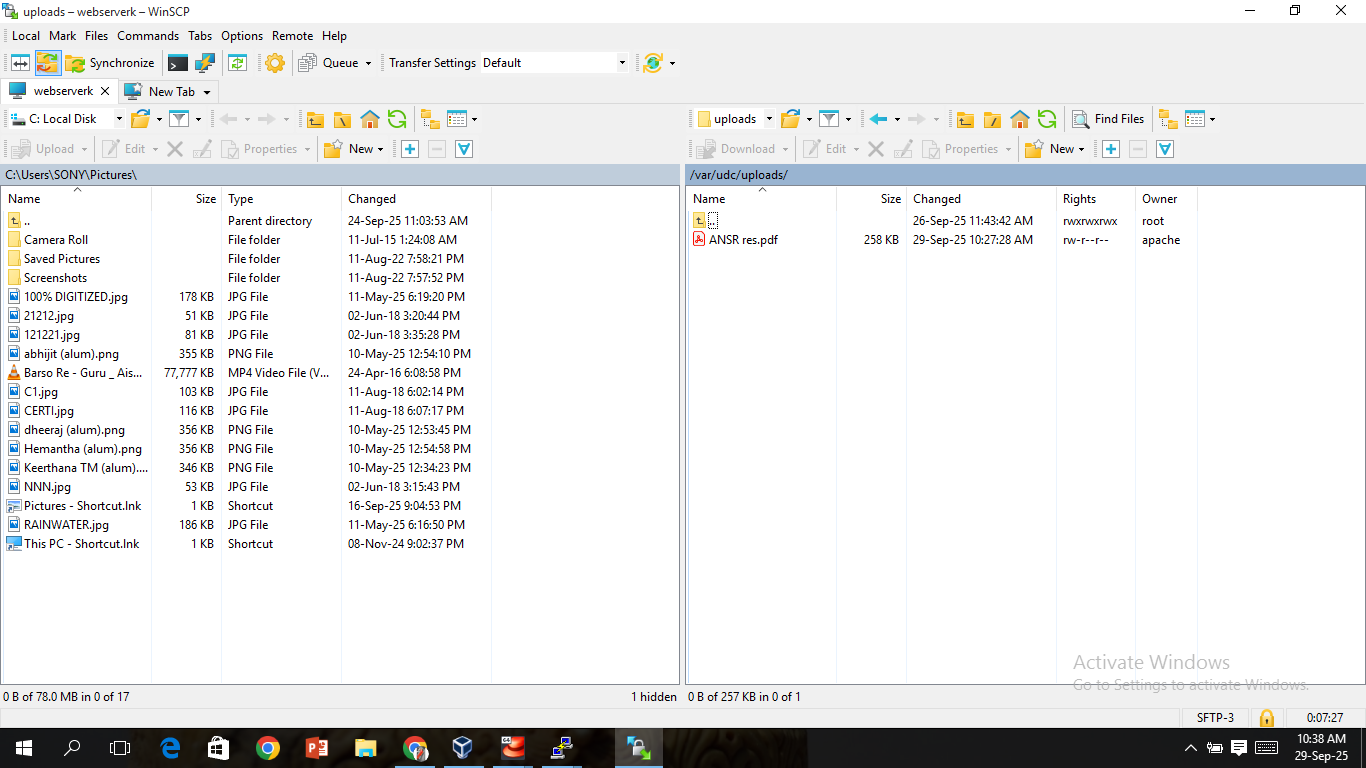 uploads – webserverk – WinSCP
Local Mark Files Commands Tabs Options Remote Help
Synchronize Queue Transfer Settings Default
webserverk New Tab
C: Local Disk
Upload Edit Properties New
C:\Users\SONY\Pictures\
Name Size Type Changed
.. Parent directory 24-Sep-25 11:03:53 AM
Camera Roll File folder 11-Jul-15 1:24:08 AM
Saved Pictures File folder 11-Aug-22 7:58:21 PM
Screenshots File folder 11-Aug-22 7:57:52 PM
100% DIGITIZED.jpg 178 KB JPG File 11-May-25 6:19:20 PM
21212.jpg 51 KB JPG File 02-Jun-18 3:20:44 PM
121221.jpg 81 KB JPG File 02-Jun-18 3:35:28 PM
abhijit (alum).png 355 KB PNG File 10-May-25 12:54:10 PM
Barso Re - Guru _ Ais... 77,777 KB MP4 Video File (V... 24-Apr-16 6:08:58 PM
C1.jpg 103 KB JPG File 11-Aug-18 6:02:14 PM
CERTI.jpg 116 KB JPG File 11-Aug-18 6:07:17 PM
dheeraj (alum).png 356 KB PNG File 10-May-25 12:53:45 PM
Hemantha (alum).png 356 KB PNG File 10-May-25 12:54:58 PM
Keerthana TM (alum).... 346 KB PNG File 10-May-25 12:34:23 PM
NNN.jpg 53 KB JPG File 02-Jun-18 3:15:43 PM
Pictures - Shortcut.lnk 1 KB Shortcut 16-Sep-25 9:04:53 PM
RAINWATER.jpg 186 KB JPG File 11-May-25 6:16:50 PM
This PC - Shortcut.lnk 1 KB Shortcut 08-Nov-24 9:02:37 PM
0 B of 78.0 MB in 0 of 17 1 hidden
uploads Find Files
Download Edit Properties New
/var/udc/uploads/
Name Size Changed Rights Owner
.. 26-Sep-25 11:43:42 AM rwxrwxrwx root
ANSR res.pdf 258 KB 29-Sep-25 10:27:28 AM rw-r--r-- apache
Activate Windows
Go to Settings to activate Windows.
0 B of 257 KB in 0 of 1
SFTP-3 0:07:27
10:38 AM
29-Sep-25